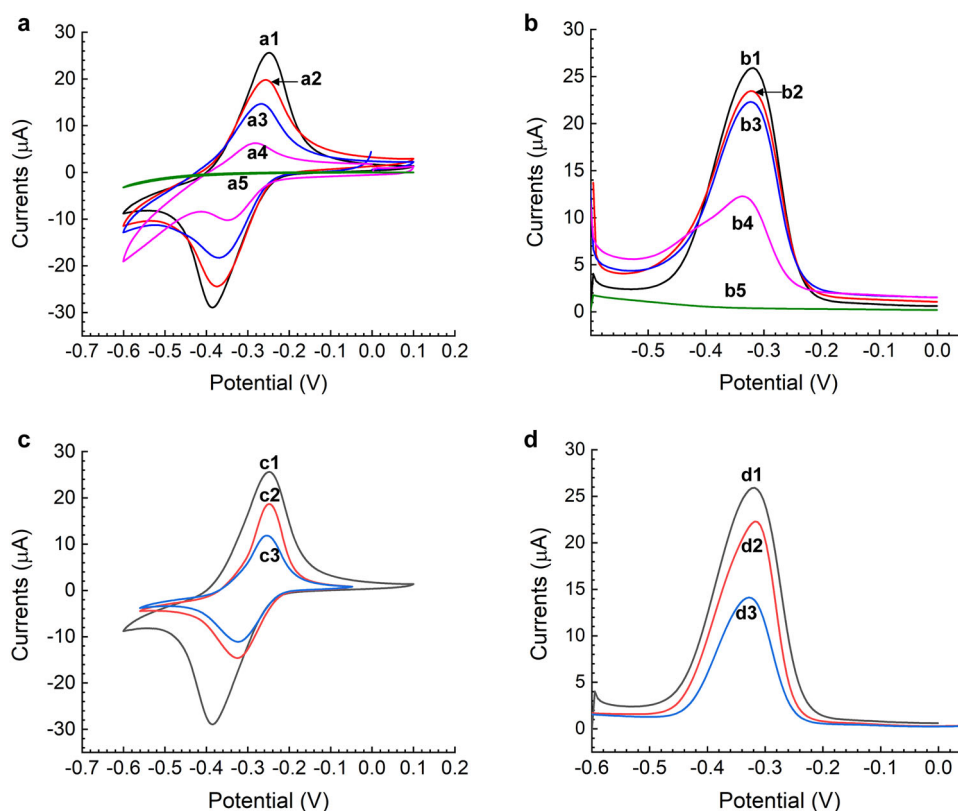 a
b
30
20
10
0
-10
-20
-30
Currents (μA)
a1
a2
a3
a4
a5
-0.7 -0.6 -0.5 -0.4 -0.3 -0.2 -0.1 0.0 0.1 0.2
Potential (V)
30
25
20
15
10
5
0
Currents (μA)
b1
b2
b3
b4
b5
-0.5 -0.4 -0.3 -0.2 -0.1 0.0
Potential (V)
c
d
30
20
10
0
-10
-20
-30
Currents (μA)
c1
c2
c3
-0.7 -0.6 -0.5 -0.4 -0.3 -0.2 -0.1 0.0 0.1 0.2
Potential (V)
30
25
20
15
10
5
0
Currents (μA)
d1
d2
d3
-0.6 -0.5 -0.4 -0.3 -0.2 -0.1 0.0
Potential (V)